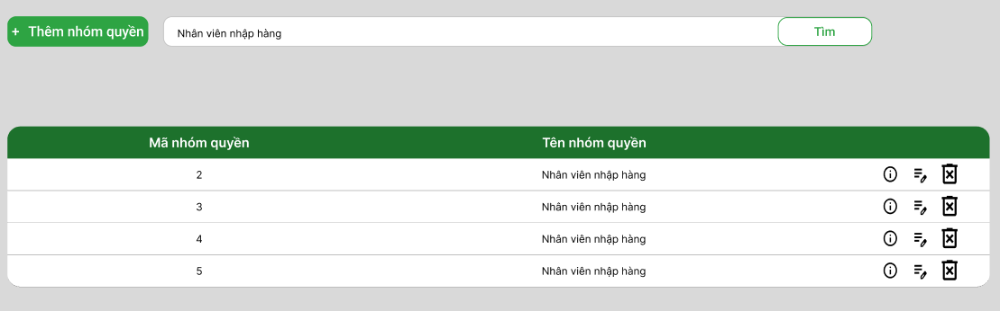 + Thêm nhóm quyền
Nhân viên nhập hàng
Tìm
Mã nhóm quyền Tên nhóm quyền
2 Nhân viên nhập hàng
3 Nhân viên nhập hàng
4 Nhân viên nhập hàng
5 Nhân viên nhập hàng